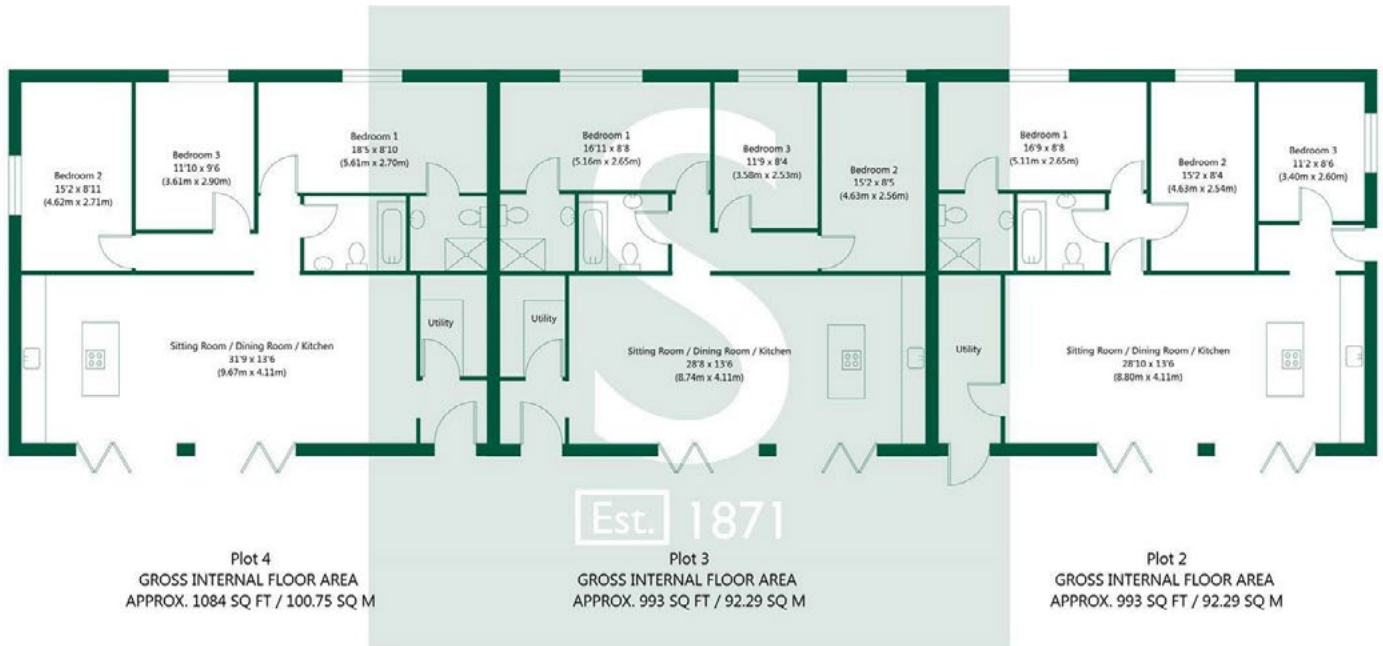 Bedroom 2
15'2 x 8'11
(4.62m x 2.71m)
Bedroom 3
11'10 x 9'6
(3.61m x 2.90m)
Bedroom 1
18'5 x 8'10
(5.61m x 2.70m)
Utility
Sitting Room / Dining Room / Kitchen
31'9 x 13'6
(9.67m x 4.11m)
Bedroom 1
16'11 x 8'8
(5.16m x 2.65m)
Bedroom 3
11'9 x 8'4
(3.58m x 2.53m)
Bedroom 2
15'2 x 8'5
(4.63m x 2.56m)
Utility
Sitting Room / Dining Room / Kitchen
28'8 x 13'6
(8.74m x 4.11m)
Bedroom 1
16'9 x 8'8
(5.11m x 2.65m)
Bedroom 2
15'2 x 8'4
(4.63m x 2.54m)
Bedroom 3
11'2 x 8'6
(3.40m x 2.60m)
Utility
Sitting Room / Dining Room / Kitchen
28'10 x 13'6
(8.80m x 4.11m)
S
Est. 1871
Plot 4
GROSS INTERNAL FLOOR AREA
APPROX. 1084 SQ FT / 100.75 SQ M
Plot 3
GROSS INTERNAL FLOOR AREA
APPROX. 993 SQ FT / 92.29 SQ M
Plot 2
GROSS INTERNAL FLOOR AREA
APPROX. 993 SQ FT / 92.29 SQ M